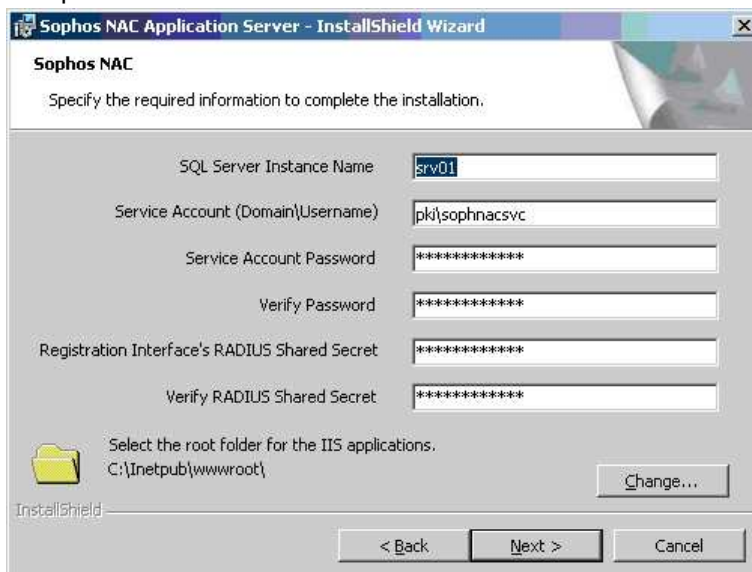 Sophos NAC Application Server - InstallShield Wizard
Sophos NAC
Specify the required information to complete the installation.
SQL Server Instance Name srv01
Service Account (Domain\Username) pki\sophnacsvc
Service Account Password ************
Verify Password ************
Registration Interface's RADIUS Shared Secret ************
Verify RADIUS Shared Secret ************
Select the root folder for the IIS applications.
C:\Inetpub\wwwroot\
Change...
InstallShield
< Back Next > Cancel